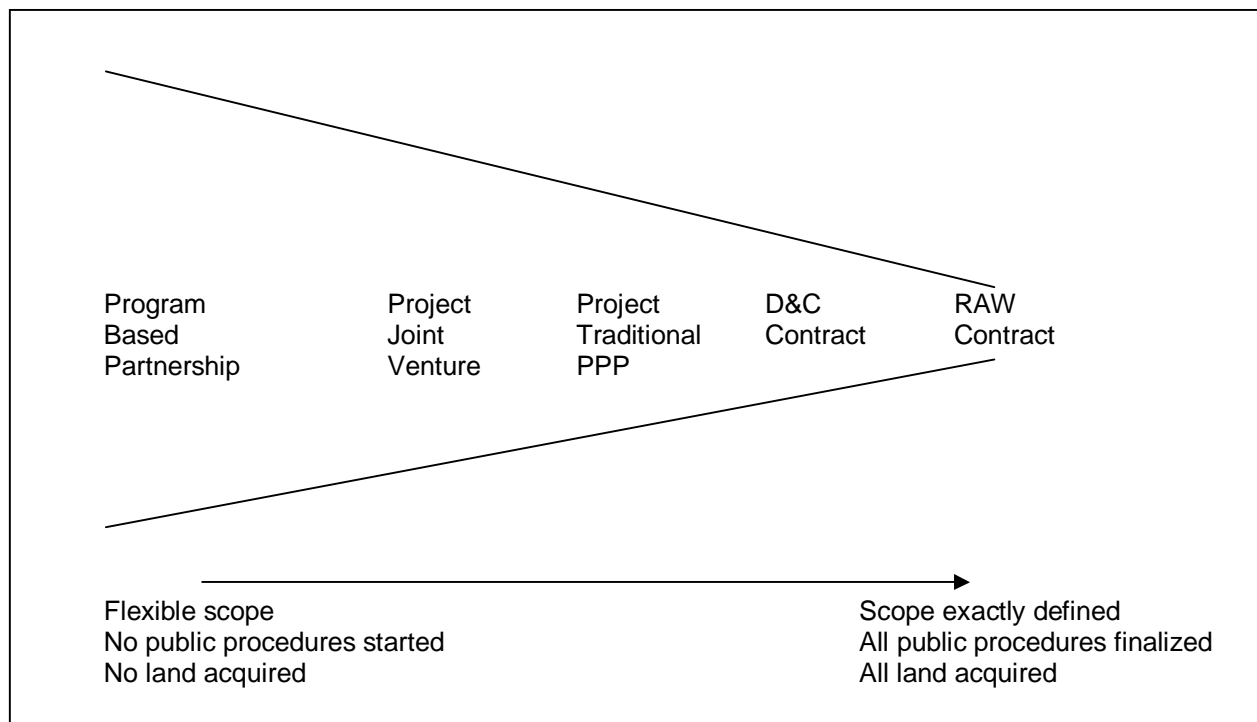 Program
Based
Partnership
Project
Joint
Venture
Project
Traditional
PPP
D&C
Contract
RAW
Contract
Flexible scope
No public procedures started
No land acquired
Scope exactly defined
All public procedures finalized
All land acquired